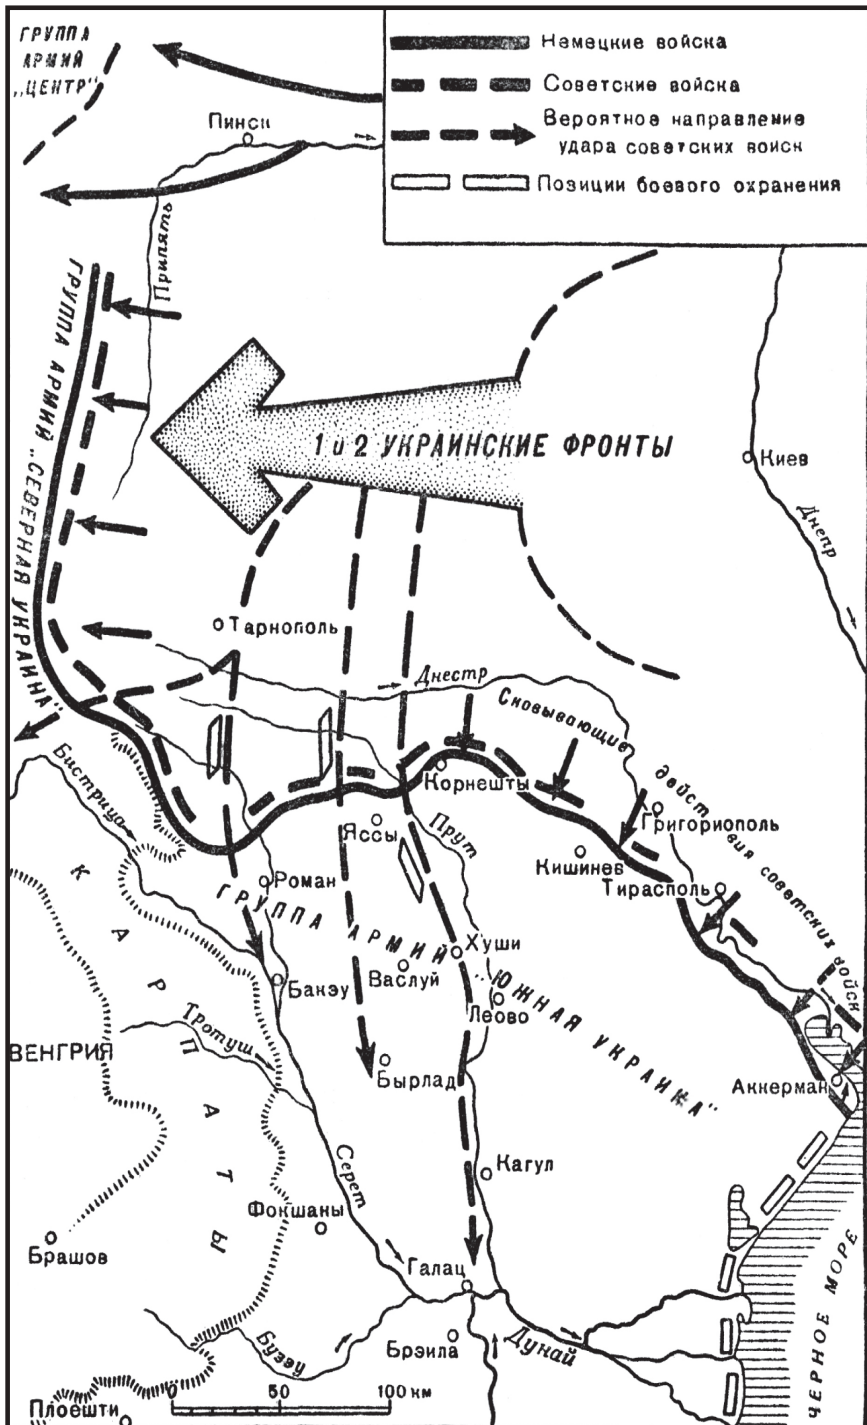 ГРУППА
АРМИЙ
„ЦЕНТР“
Немецкие войска
Советские войска
Вероятное направление
удара советских войск
Позиции боевого охранения
Пинск
Припять
ГРУППА АРМИЙ „СЕВЕРНАЯ УКРАИНА“
1 и 2 УКРАИНСКИЕ ФРОНТЫ
Киев
Днепр
Тарнополь
Днестр
Сковывающие действия советских войск
Бистрица
Корнешты
Григориополь
Яссы
Прут
Кишинев
Тирасполь
Роман
ГРУППА АРМИЙ „ЮЖНАЯ УКРАИНА“
Хуши
Васлуй
Бакэу
Леово
КАРПАТЫ
Тротуш
ВЕНГРИЯ
Бырлад
Аккерман
Серет
Кагул
Фокшаны
Брашов
Галац
ЧЕРНОЕ МОРЕ
Бузэу
Брэила
Дунай
Плоешти
0 50 100 км